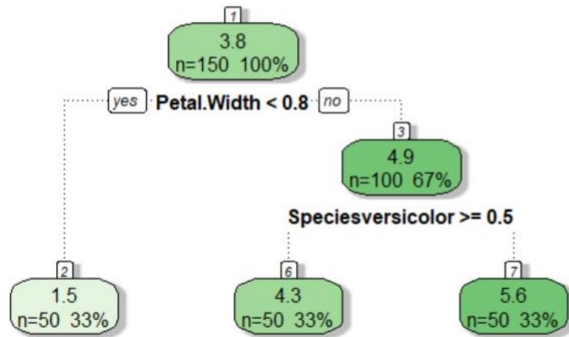 1
3.8
n=150 100%
yes Petal.Width < 0.8 no
3
4.9
n=100 67%
Speciesversicolor >= 0.5
2
1.5
n=50 33%
6
4.3
n=50 33%
7
5.6
n=50 33%